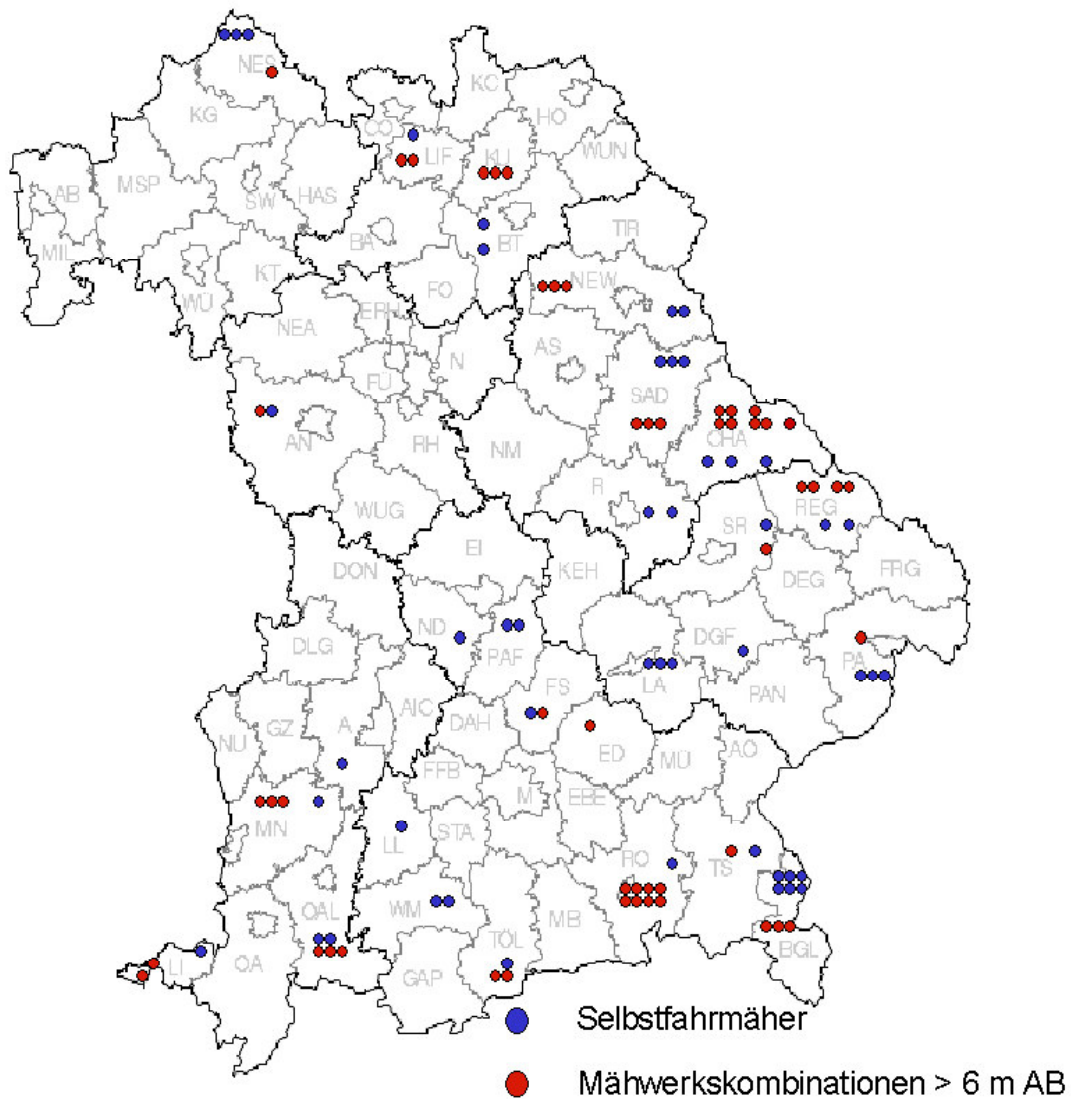 NES
KC
HO
KG
CO
LIF
KU
WUN
AB
MSP
SW
HAS
MIL
BA
BT
TIR
WÜ
KT
FO
NEW
NEA
ERH
FÜ
N
AS
SAD
AN
RH
NM
CHA
R
REG
WUG
SR
EI
KEH
DEG
FRG
DON
ND
PAF
DGF
PA
DLG
LA
PAN
FS
AIC
DAH
NU
GZ
A
ED
MÜ
AÖ
FFB
M
EBE
MN
LL
STA
RO
TS
OAL
WM
TÖL
MB
BGL
LI
OA
GAP
Selbstfahrmäher
Mähwerkskombinationen > 6 m AB